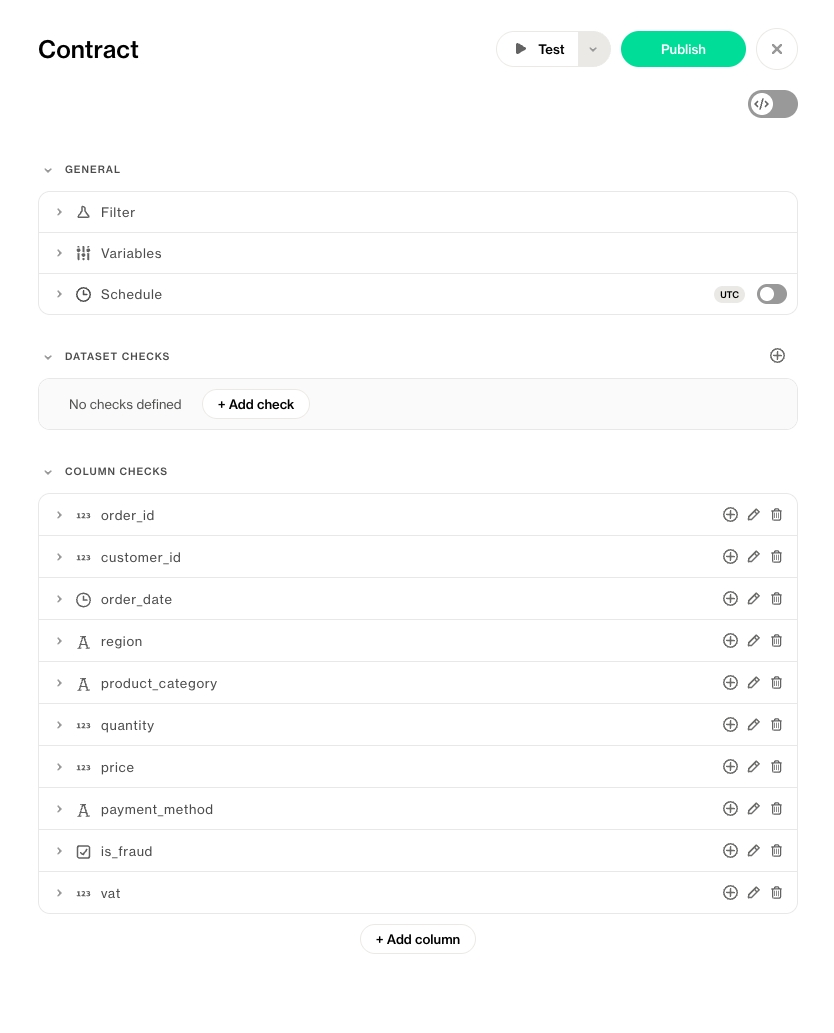 Contract
Test
Publish
</>
GENERAL
Filter
Variables
Schedule
UTC
DATASET CHECKS
No checks defined
+ Add check
COLUMN CHECKS
123 order_id
123 customer_id
order_date
A region
A product_category
123 quantity
123 price
A payment_method
is_fraud
123 vat
+ Add column